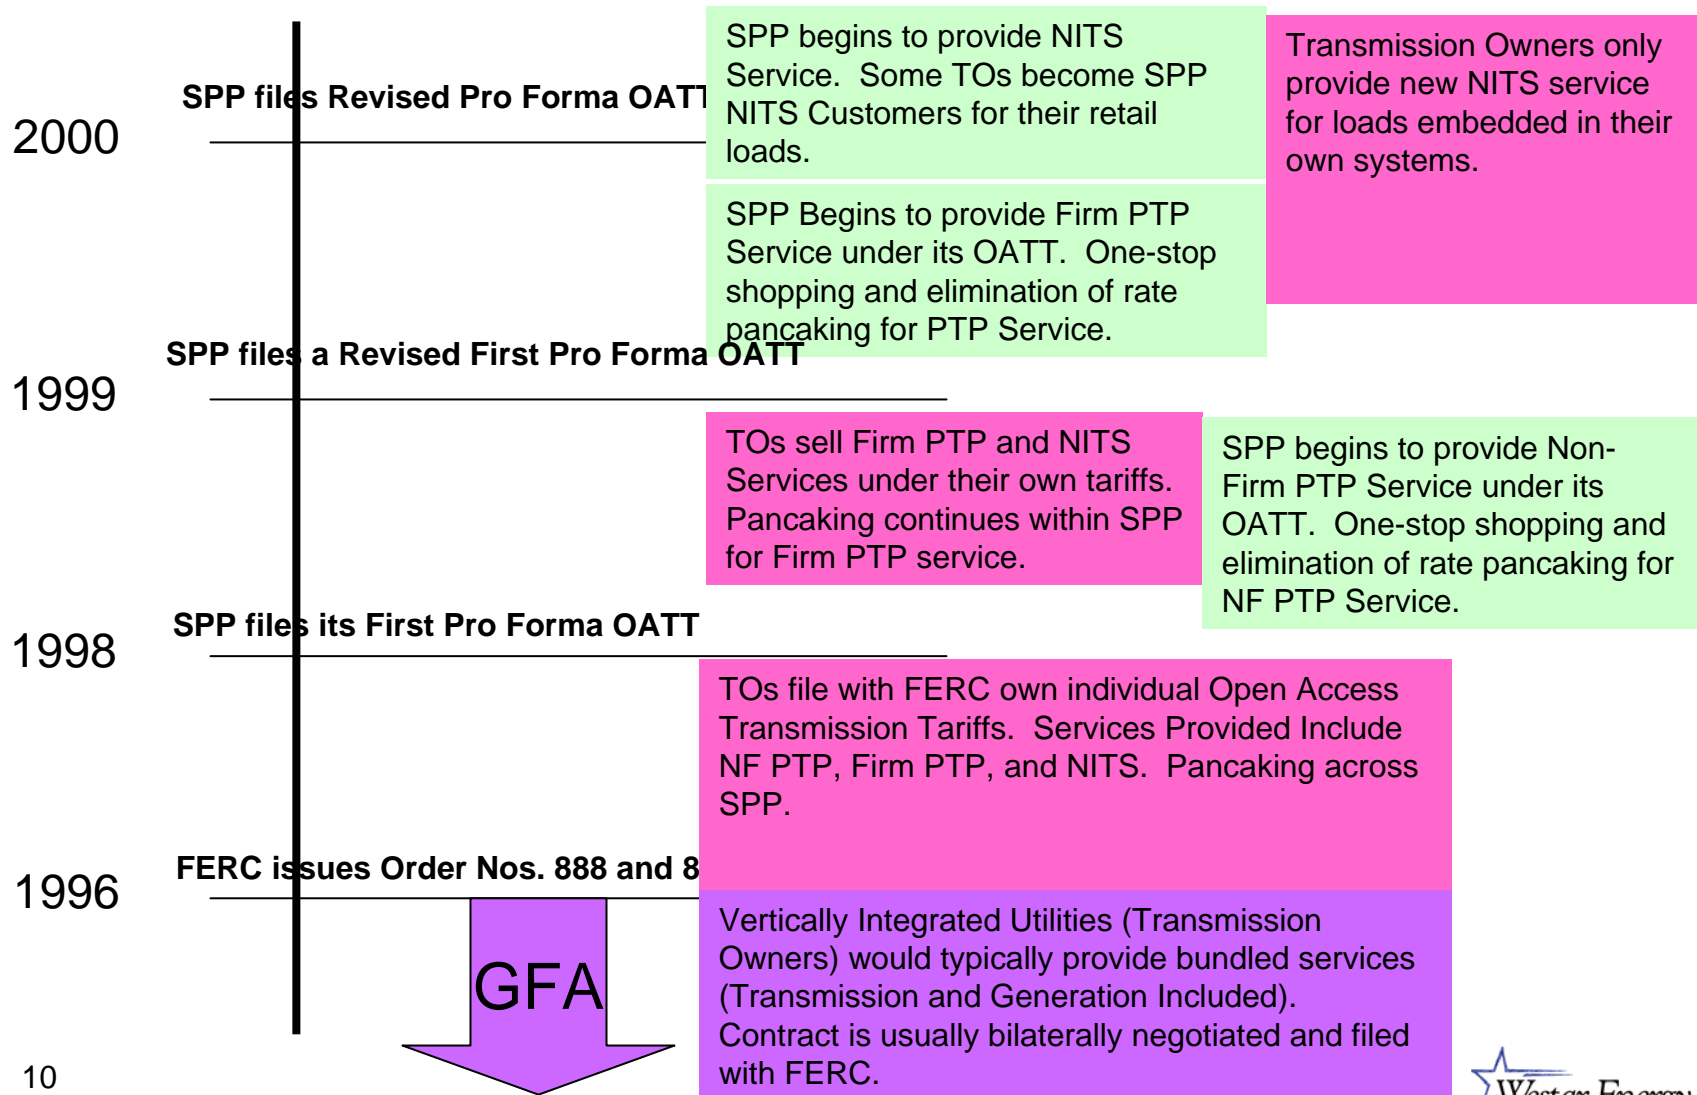 SPP begins to provide NITS
Service. Some TOs become SPP
NITS Customers for their retail
loads.
Transmission Owners only
provide new NITS service
for loads embedded in their
own systems.
SPP files Revised Pro Forma OATT
2000
SPP Begins to provide Firm PTP
Service under its OATT. One-stop
shopping and elimination of rate
pancaking for PTP Service.
SPP files a Revised First Pro Forma OATT
1999
TOs sell Firm PTP and NITS
Services under their own tariffs.
Pancaking continues within SPP
for Firm PTP service.
SPP begins to provide Non-
Firm PTP Service under its
OATT. One-stop shopping and
elimination of rate pancaking for
NF PTP Service.
SPP files its First Pro Forma OATT
1998
TOs file with FERC own individual Open Access
Transmission Tariffs. Services Provided Include
NF PTP, Firm PTP, and NITS. Pancaking across
SPP.
FERC issues Order Nos. 888 and 8
1996
GFA
Vertically Integrated Utilities (Transmission
Owners) would typically provide bundled services
(Transmission and Generation Included).
Contract is usually bilaterally negotiated and filed
with FERC.
10
Westar Energy